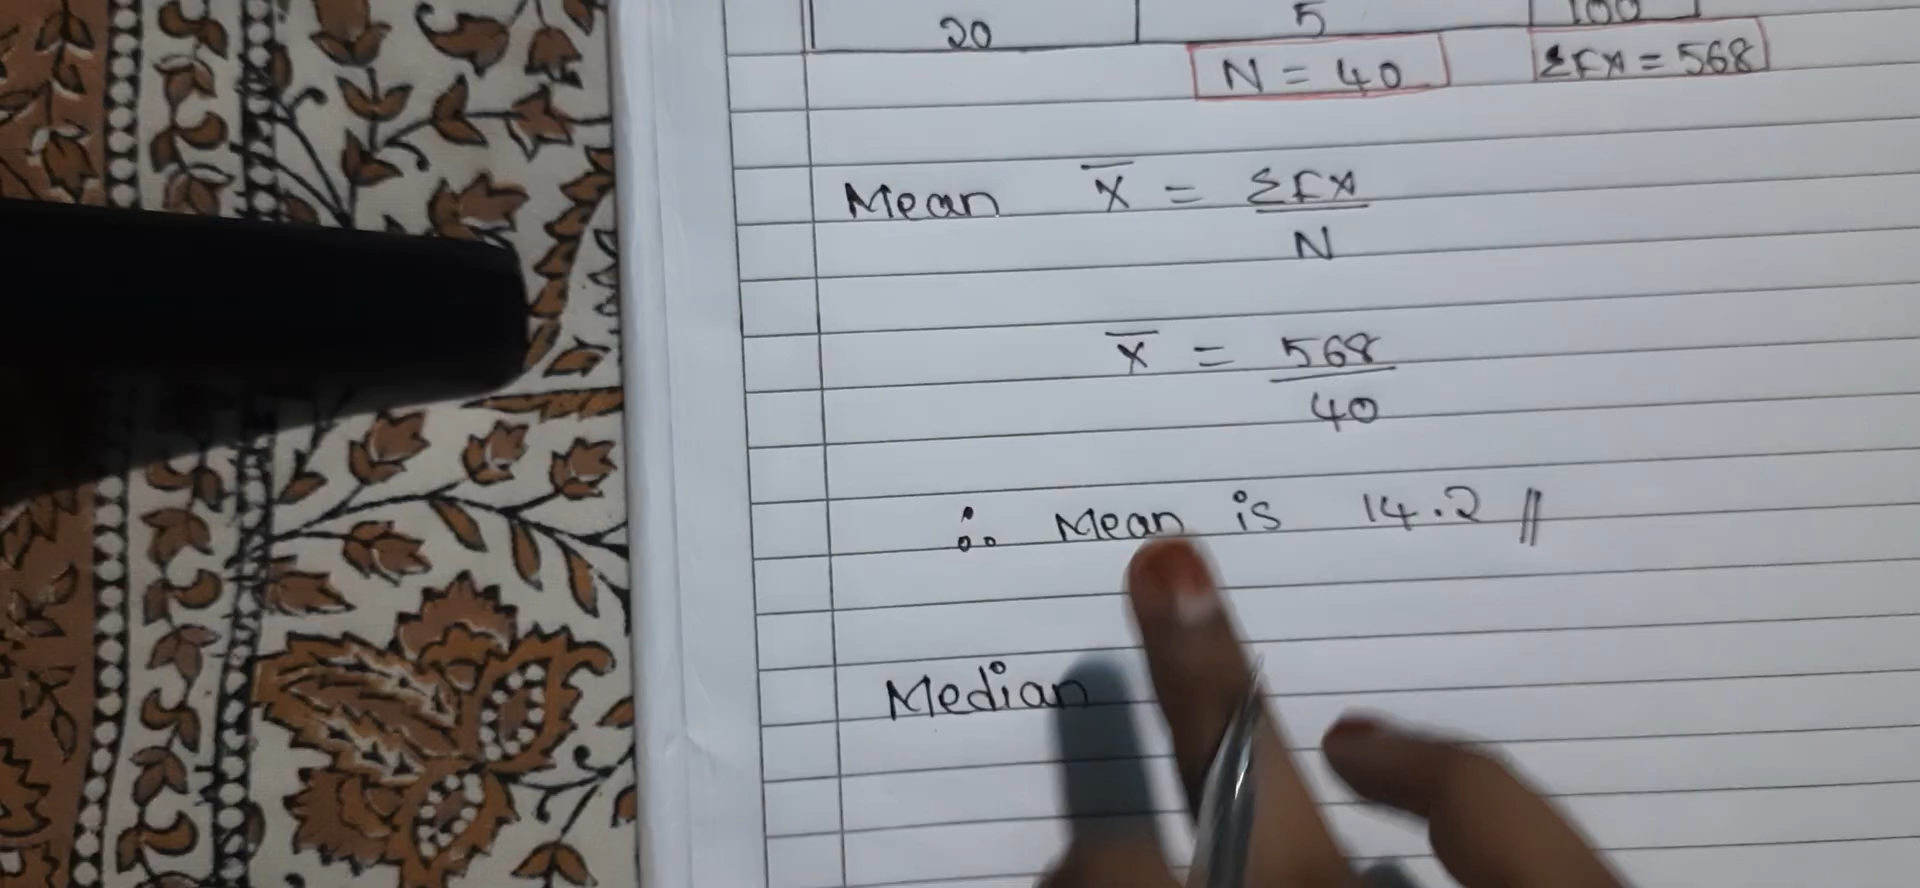 20 5 100
N = 40 Σfx = 568
Mean x̅ = Σfx
N
x̅ = 568
40
∴ Mean is 14.2 //
Median